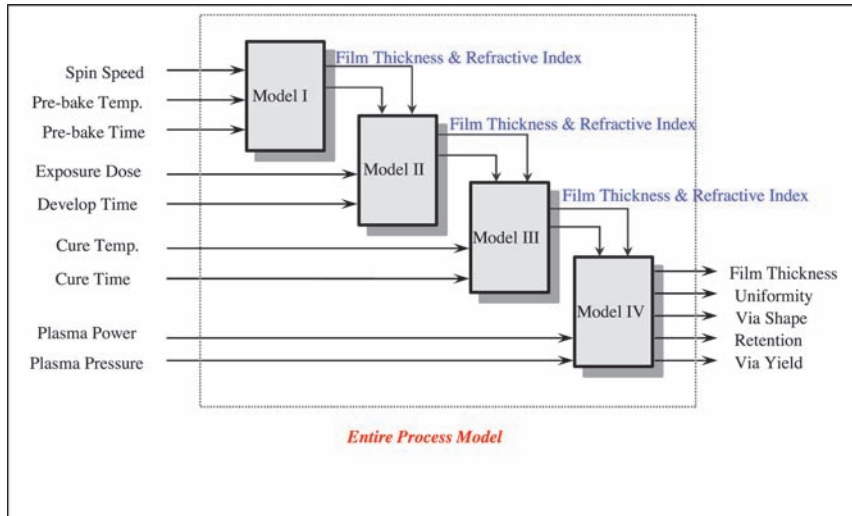 Film Thickness & Refractive Index
Spin Speed
Model I
Pre-bake Temp.
Pre-bake Time
Film Thickness & Refractive Index
Exposure Dose
Model II
Develop Time
Film Thickness & Refractive Index
Cure Temp.
Model III
Cure Time
Film Thickness
Uniformity
Model IV
Via Shape
Plasma Power
Retention
Plasma Pressure
Via Yield
Entire Process Model